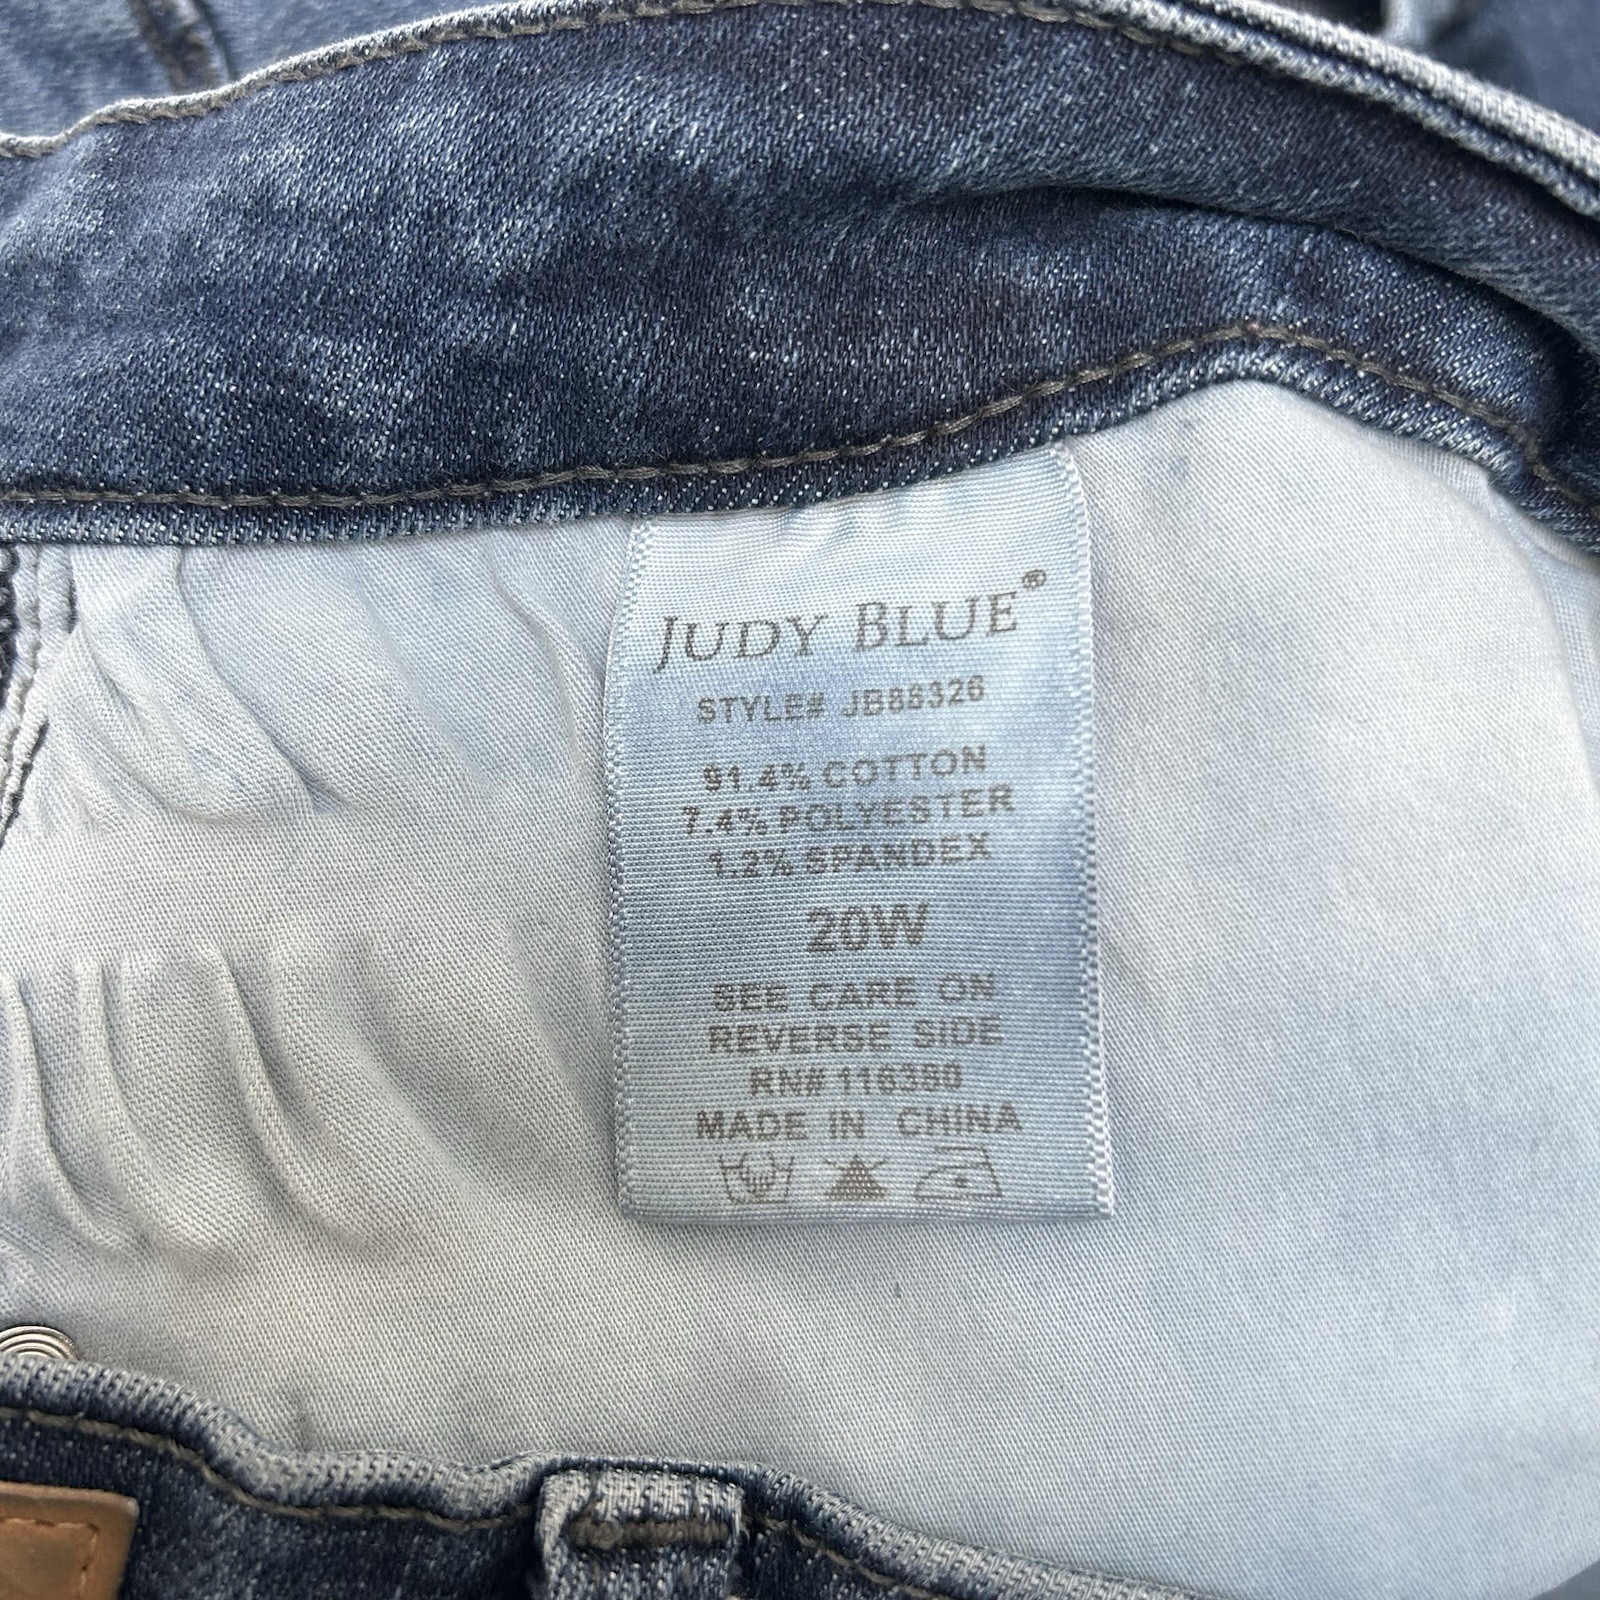 JUDY BLUE®
STYLE# JB88326
91.4% COTTON
7.4% POLYESTER
1.2% SPANDEX
20W
SEE CARE ON
REVERSE SIDE
RN# 116380
MADE IN CHINA